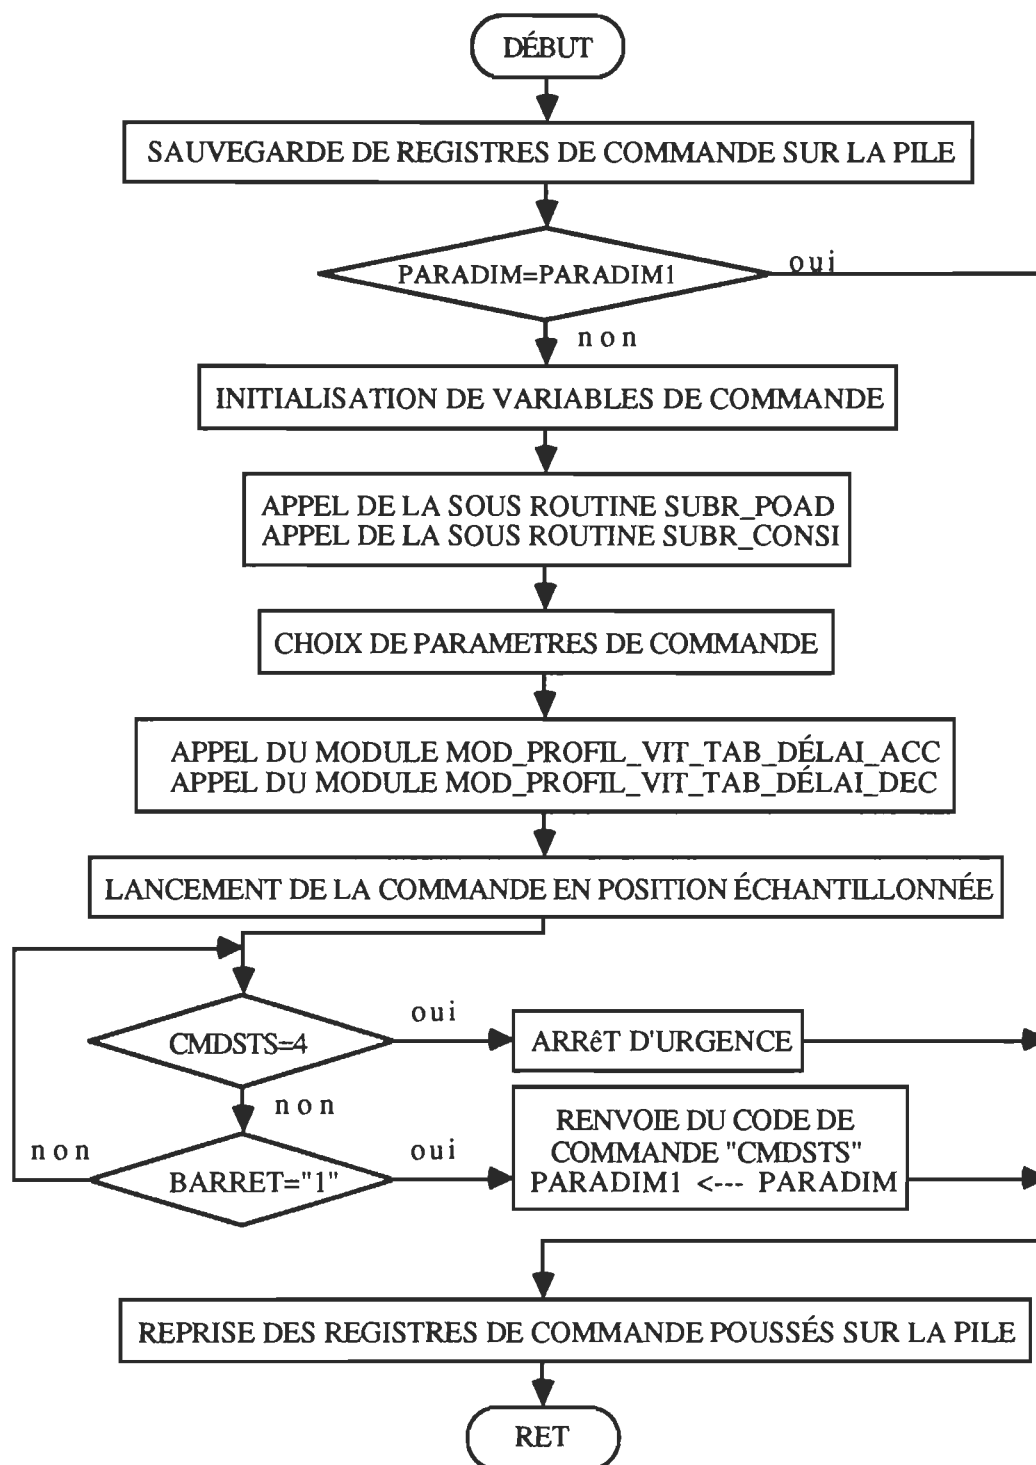 DÉBUT
SAUVEGARDE DE REGISTRES DE COMMANDE SUR LA PILE
PARADIM=PARADIM1
oui
non
INITIALISATION DE VARIABLES DE COMMANDE
APPEL DE LA SOUS ROUTINE SUBR_POAD
APPEL DE LA SOUS ROUTINE SUBR_CONSI
CHOIX DE PARAMETRES DE COMMANDE
APPEL DU MODULE MOD_PROFIL_VIT_TAB_DÉLAI_ACC
APPEL DU MODULE MOD_PROFIL_VIT_TAB_DÉLAI_DEC
LANCEMENT DE LA COMMANDE EN POSITION ÉCHANTILLONNÉE
CMDSTS=4
oui
ARRêT D'URGENCE
non
non
BARRET="1"
oui
RENVOIE DU CODE DE
COMMANDE "CMDSTS"
PARADIM1 <--- PARADIM
REPRISE DES REGISTRES DE COMMANDE POUSSÉS SUR LA PILE
RET